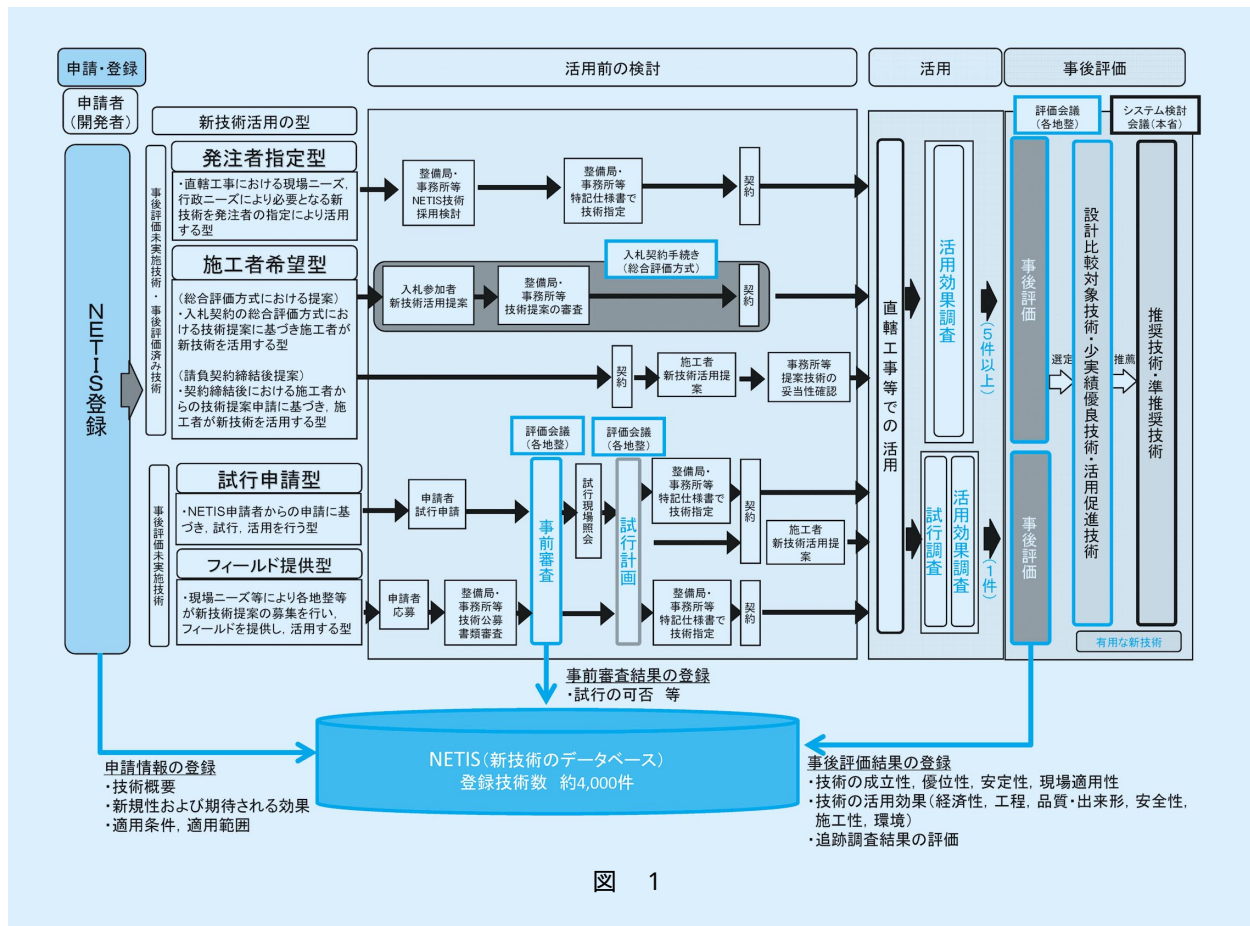 申請・登録
活用前の検討
活用
事後評価
申請者
(開発者)
新技術活用の型
評価会議
(各地整)
システム検討
会議(本省)
NETIS登録
事後評価未実施技術・事後評価済み技術
発注者指定型
・直轄工事における現場ニーズ,
行政ニーズにより必要となる新
技術を発注者の指定により活用
する型
整備局・
事務所等
NETIS技術
採用検討
整備局・
事務所等
特記仕様書で
技術指定
契約
施工者希望型
(総合評価方式における提案)
・入札契約の総合評価方式にお
ける技術提案に基づき施工者が
新技術を活用する型
(請負契約締結後提案)
・契約締結後における施工者か
らの技術提案申請に基づき, 施
工者が新技術を活用する型
入札契約手続き
(総合評価方式)
入札参加者
新技術活用提案
整備局・
事務所等
技術提案の審査
契約
契約
施工者
新技術活用提
案
事務所等
提案技術の
妥当性確認
事後評価未実施技術
試行申請型
・NETIS申請者からの申請に基
づき, 試行, 活用を行う型
申請者
試行申請
評価会議
(各地整)
事前審査
試行現場照会
評価会議
(各地整)
試行計画
整備局・
事務所等
特記仕様書で
技術指定
契約
施工者
新技術活用提
案
フィールド提供型
・現場ニーズ等により各地整等
が新技術提案の募集を行い,
フィールドを提供し, 活用する型
申請者
応募
整備局・
事務所等
技術公募
書類審査
整備局・
事務所等
特記仕様書で
技術指定
契約
直轄工事等での 活用
活用効果調査
(5件以上)
試行調査
活用効果調査
(1件)
事後評価
事後評価
選定
設計比較対象技術・少実績優良技術・活用促進技術
推薦
推奨技術・準推奨技術
有用な新技術
事前審査結果の登録
・試行の可否 等
NETIS(新技術のデータベース)
登録技術数 約4,000件
申請情報の登録
・技術概要
・新規性および期待される効果
・適用条件, 適用範囲
事後評価結果の登録
・技術の成立性, 優位性, 安定性, 現場適用性
・技術の活用効果(経済性, 工程, 品質・出来形, 安全性,
施工性, 環境)
・追跡調査結果の評価
図 1